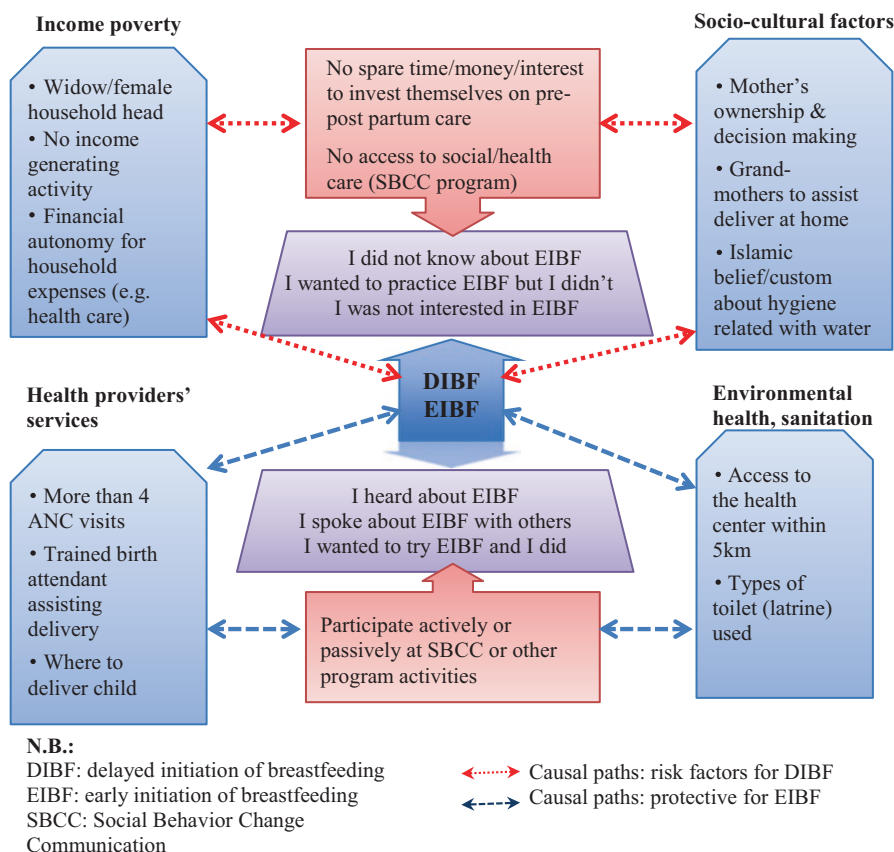 Income poverty
• Widow/female
household head
• No income
generating
activity
• Financial
autonomy for
household
expenses (e.g.
health care)
No spare time/money/interest
to invest themselves on pre-
post partum care
No access to social/health
care (SBCC program)
Socio-cultural factors
• Mother’s
ownership &
decision making
• Grand-
mothers to assist
deliver at home
• Islamic
belief/custom
about hygiene
related with water
I did not know about EIBF
I wanted to practice EIBF but I didn’t
I was not interested in EIBF
DIBF
EIBF
Health providers’
services
• More than 4
ANC visits
• Trained birth
attendant
assisting
delivery
• Where to
deliver child
I heard about EIBF
I spoke about EIBF with others
I wanted to try EIBF and I did
Participate actively or
passively at SBCC or other
program activities
Environmental
health, sanitation
• Access to
the health
center within
5km
• Types of
toilet (latrine)
used
N.B.:
DIBF: delayed initiation of breastfeeding
EIBF: early initiation of breastfeeding
SBCC: Social Behavior Change
Communication
Causal paths: risk factors for DIBF
Causal paths: protective for EIBF